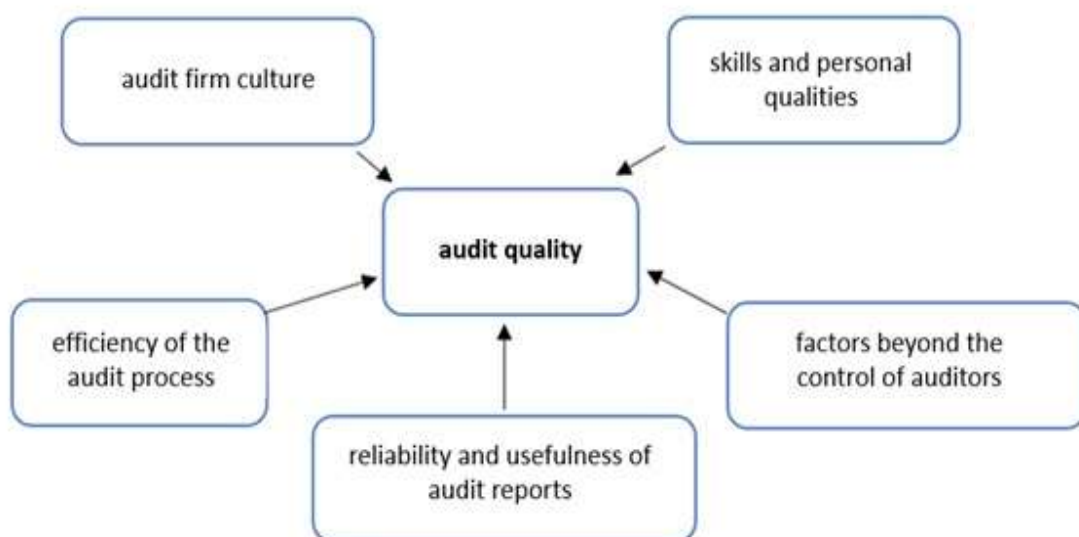 audit firm culture
skills and personal
qualities
audit quality
efficiency of the
audit process
factors beyond the
control of auditors
reliability and usefulness of
audit reports